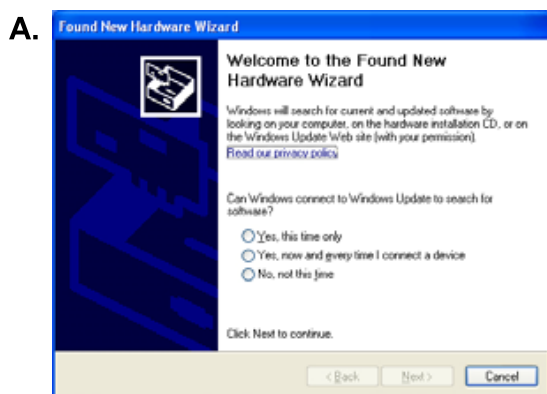 A.
Found New Hardware Wizard
Welcome to the Found New
Hardware Wizard
Windows will search for current and updated software by
looking on your computer, on the hardware installation CD, or on
the Windows Update Web site (with your permission).
Read our privacy policy
Can Windows connect to Windows Update to search for
software?
Yes, this time only
Yes, now and every time I connect a device
No, not this time
Click Next to continue.
< Back Next > Cancel